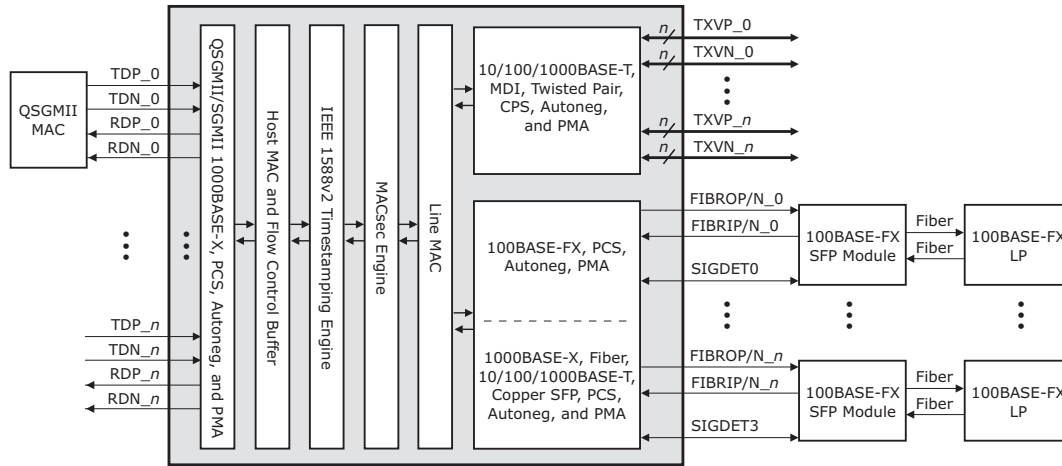 QSGMII
MAC
TDP_0
TDN_0
RDP_0
RDN_0
TDP_n
TDN_n
RDP_n
RDN_n
QSGMII/SGMII 1000BASE-X, PCS, Autoneg, and PMA
Host MAC and Flow Control Buffer
IEEE 1588v2 Timestamping Engine
MACsec Engine
Line MAC
10/100/1000BASE-T,
MDI, Twisted Pair,
CPS, Autoneg,
and PMA
n TXVP_0
n TXVN_0
n TXVP_n
n TXVN_n
100BASE-FX, PCS,
Autoneg, PMA
1000BASE-X, Fiber,
10/100/1000BASE-T,
Copper SFP, PCS,
Autoneg, and PMA
FIBROP/N_0
FIBRIP/N_0
SIGDET0
100BASE-FX
SFP Module
Fiber
Fiber
100BASE-FX
LP
FIBROP/N_n
FIBRIP/N_n
SIGDET3
100BASE-FX
SFP Module
Fiber
Fiber
100BASE-FX
LP